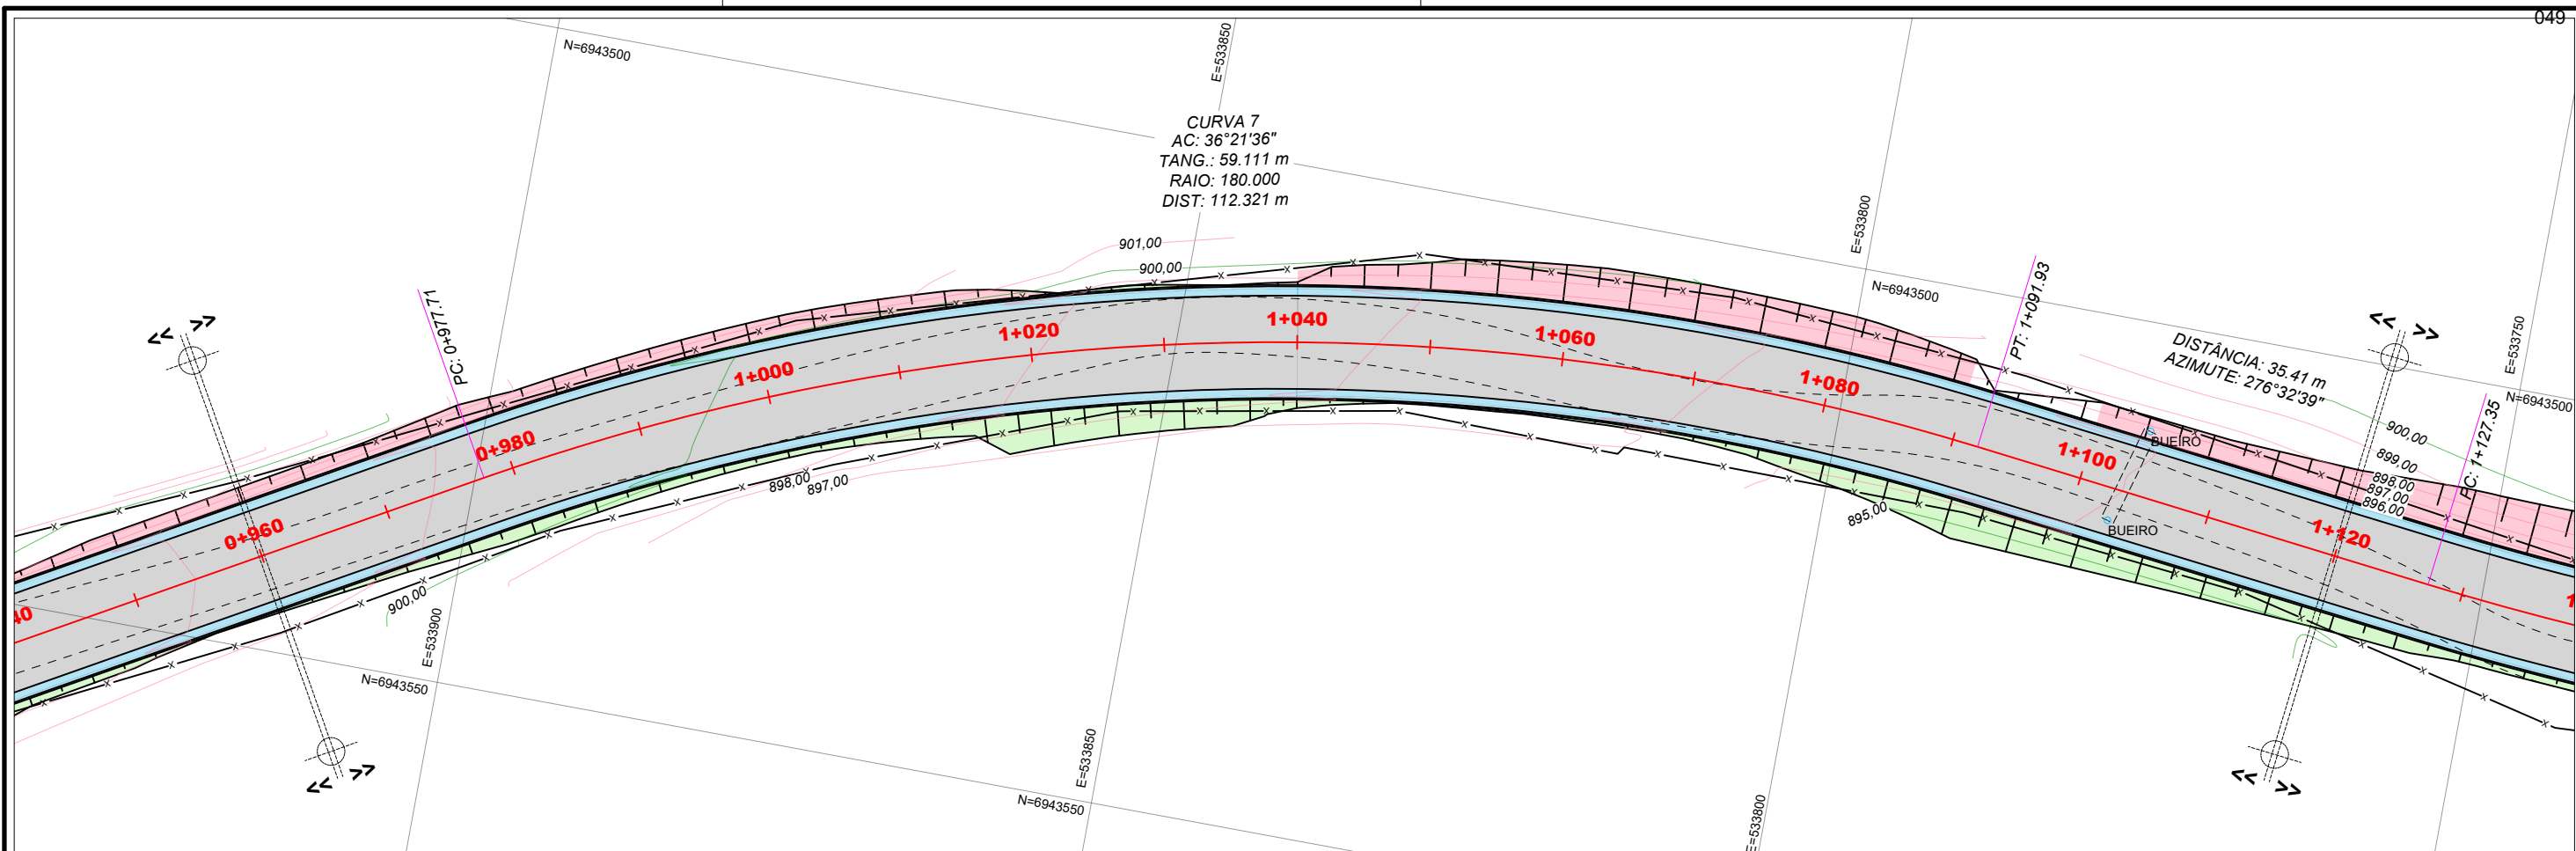 049
N=6943500
E=533850
CURVA 7
AC: 36°21'36"
TANG.: 59.111 m
RAIO: 180.000
DIST: 112.321 m
E=533800
901,00
900,00
N=6943500
PT: 1+091.93
PC: 0+977.71
<< >>
<< >>
DISTÂNCIA: 35.41 m
AZIMUTE: 276°32'39"
E=533750
N=6943500
1+040
1+020
1+060
1+000
1+080
0+980
1+100
0+960
1+120
BUEIRO
BUEIRO
900,00
899,00
898,00
897,00
896,00
PC: 1+127.35
898,00
897,00
895,00
900,00
40
1
E=533900
N=6943550
E=533850
N=6943550
E=533800
<< >>
<< >>